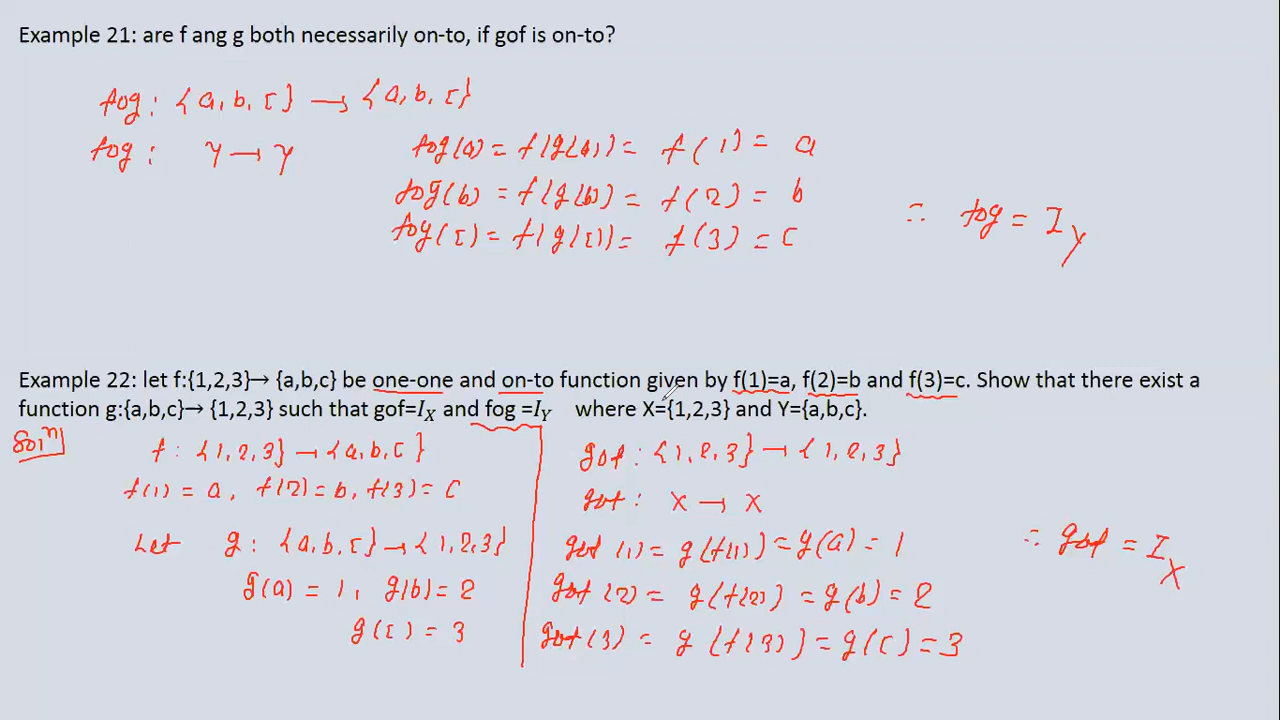 Example 21: are f ang g both necessarily on-to, if gof is on-to?
fog : {a, b, c} → {a, b, c}
fog : Y → Y
fog(a) = f(g(a)) = f(1) = a
fog(b) = f(g(b) = f(2) = b
fog(c) = f(g(c)) = f(3) = c
∴ fog = I_Y
Example 22: let f:{1,2,3}→ {a,b,c} be one-one and on-to function given by f(1)=a, f(2)=b and f(3)=c. Show that there exist a
function g:{a,b,c}→ {1,2,3} such that gof=I_X and fog =I_Y where X={1,2,3} and Y={a,b,c}.
Solⁿ
f : {1, 2, 3} → {a, b, c}
f(1) = a, f(2) = b, f(3) = c
Let g : {a, b, c} → {1, 2, 3}
g(a) = 1, g(b) = 2
g(c) = 3
gof : {1, 2, 3} → {1, 2, 3}
gof : X → X
gof (1) = g(f(1)) = g(a) = 1
gof (2) = g(f(2)) = g(b) = 2
gof (3) = g (f(3)) = g(c) = 3
∴ gof = I_X